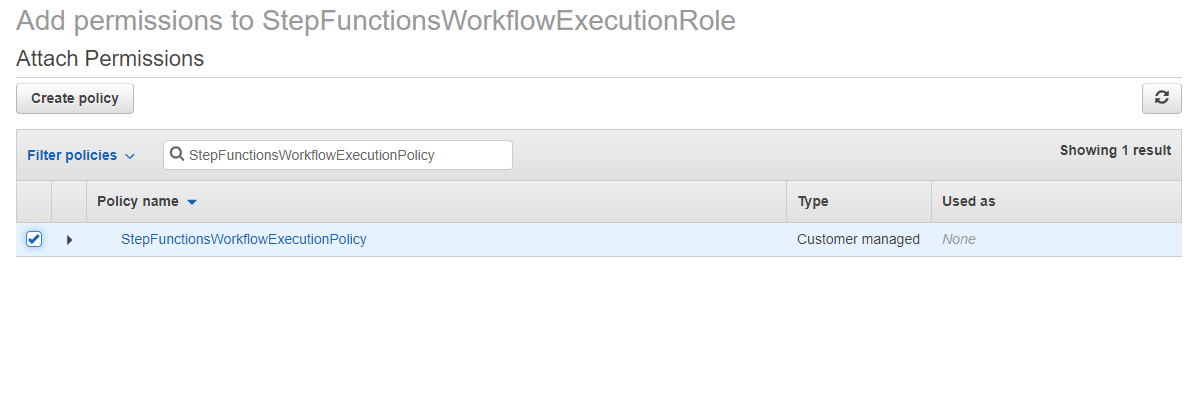 Add permissions to StepFunctionsWorkflowExecutionRole
Attach Permissions
Create policy
Filter policies StepFunctionsWorkflowExecutionPolicy Showing 1 result
Policy name Type Used as
StepFunctionsWorkflowExecutionPolicy Customer managed None